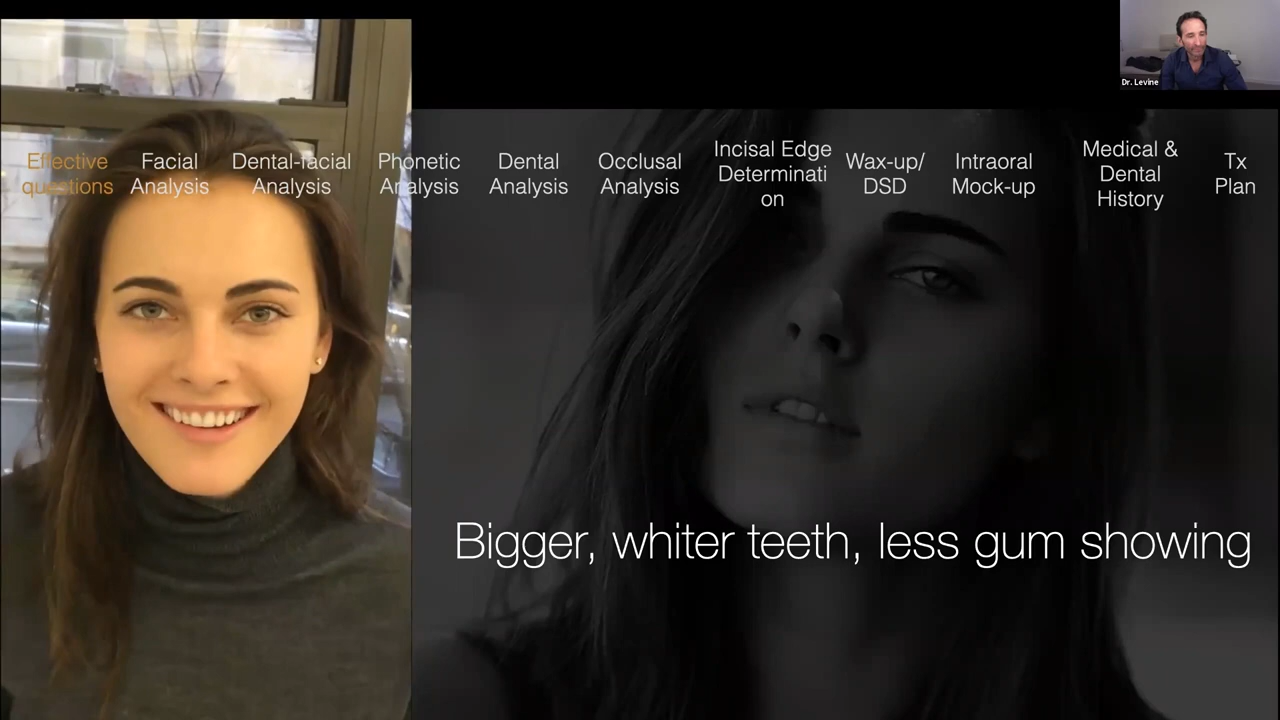 Dr. Levine
Effective
questions
Facial
Analysis
Dental-facial
Analysis
Phonetic
Analysis
Dental
Analysis
Occlusal
Analysis
Incisal Edge
Determinati
on
Wax-up/
DSD
Intraoral
Mock-up
Medical &
Dental
History
Tx
Plan
Bigger, whiter teeth, less gum showing